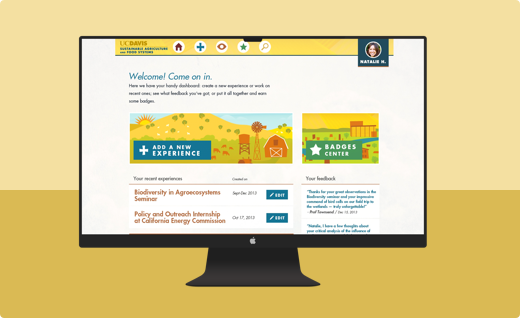 UC DAVIS
SUSTAINABLE AGRICULTURE
and FOOD SYSTEMS
NATALIE H.
Welcome! Come on in.
Here we have your handy dashboard: create a new experience or work on
recent ones, see what feedback you've got, or put it all together and earn
some badges.
ADD A NEW
EXPERIENCE
BADGES
CENTER
Your recent experiences
Created on
Biodiversity in Agroecosystems
Seminar
Sept-Dec 2013
EDIT
Policy and Outreach Internship
at California Energy Commission
Oct 17, 2013
EDIT
Your feedback
"Thanks for your great observations in the
Biodiversity seminar and your impressive
command of bird calls on our field trip to
the wetlands — truly unforgettable!"
- Prof Townsend / Dec 12, 2013
"Natalie, I have a few thoughts about
your critical analysis of the influence of